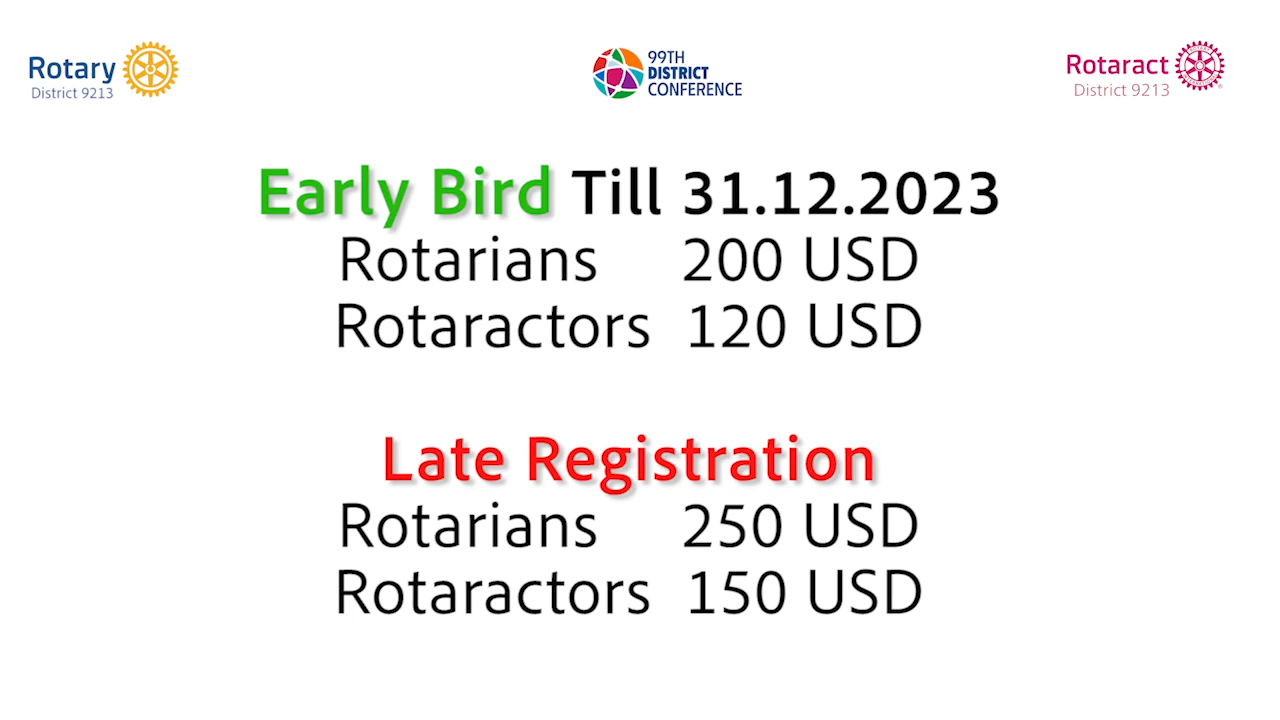 Rotary
District 9213
99TH
DISTRICT
CONFERENCE
Rotaract
District 9213
Early Bird Till 31.12.2023
Rotarians 200 USD
Rotaractors 120 USD
Late Registration
Rotarians 250 USD
Rotaractors 150 USD